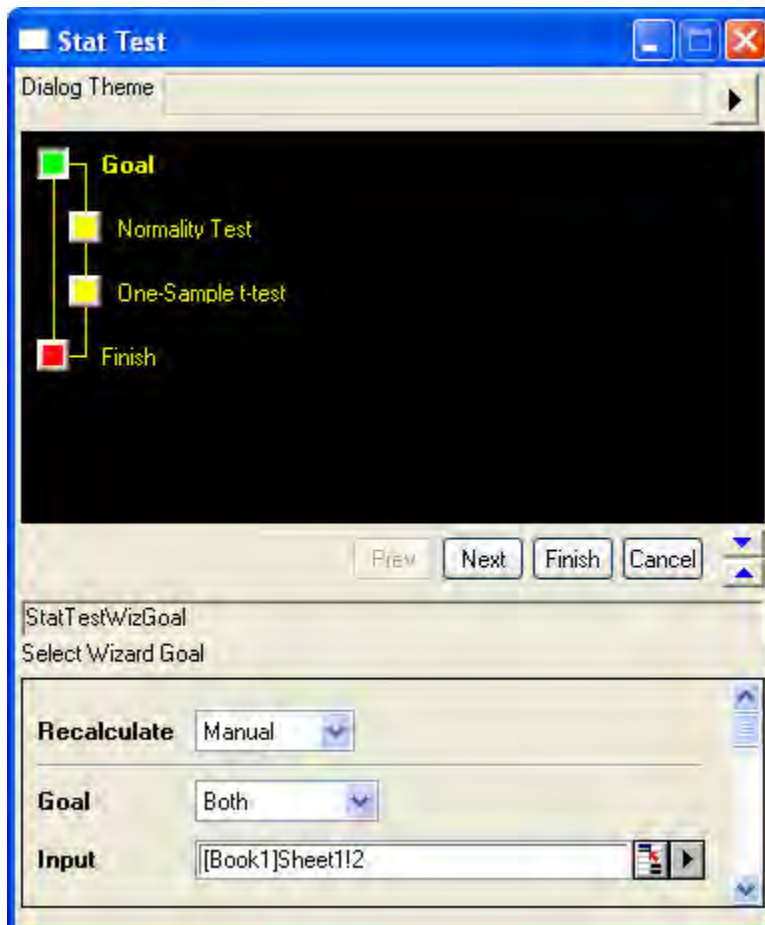 Stat Test
Dialog Theme
Goal
Normality Test
One-Sample t-test
Finish
Prev Next Finish Cancel
StatTestWizGoal
Select Wizard Goal
Recalculate Manual
Goal Both
Input [Book1]Sheet1!2